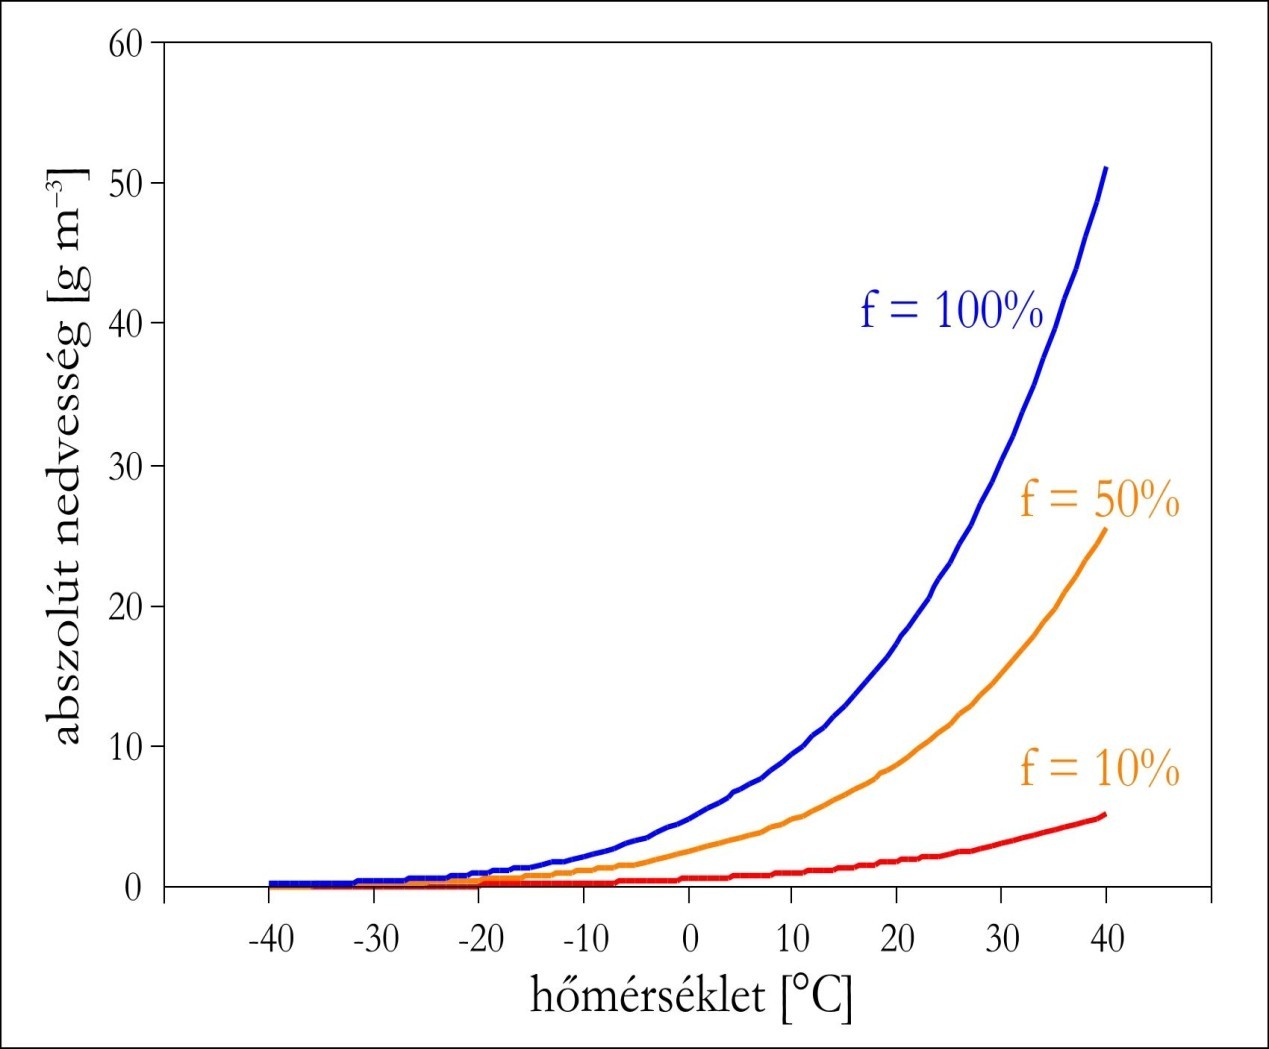 60
50
40
30
20
10
0
abszolút nedvesség [g m⁻³]
f = 100%
f = 50%
f = 10%
-40 -30 -20 -10 0 10 20 30 40
hőmérséklet [°C]